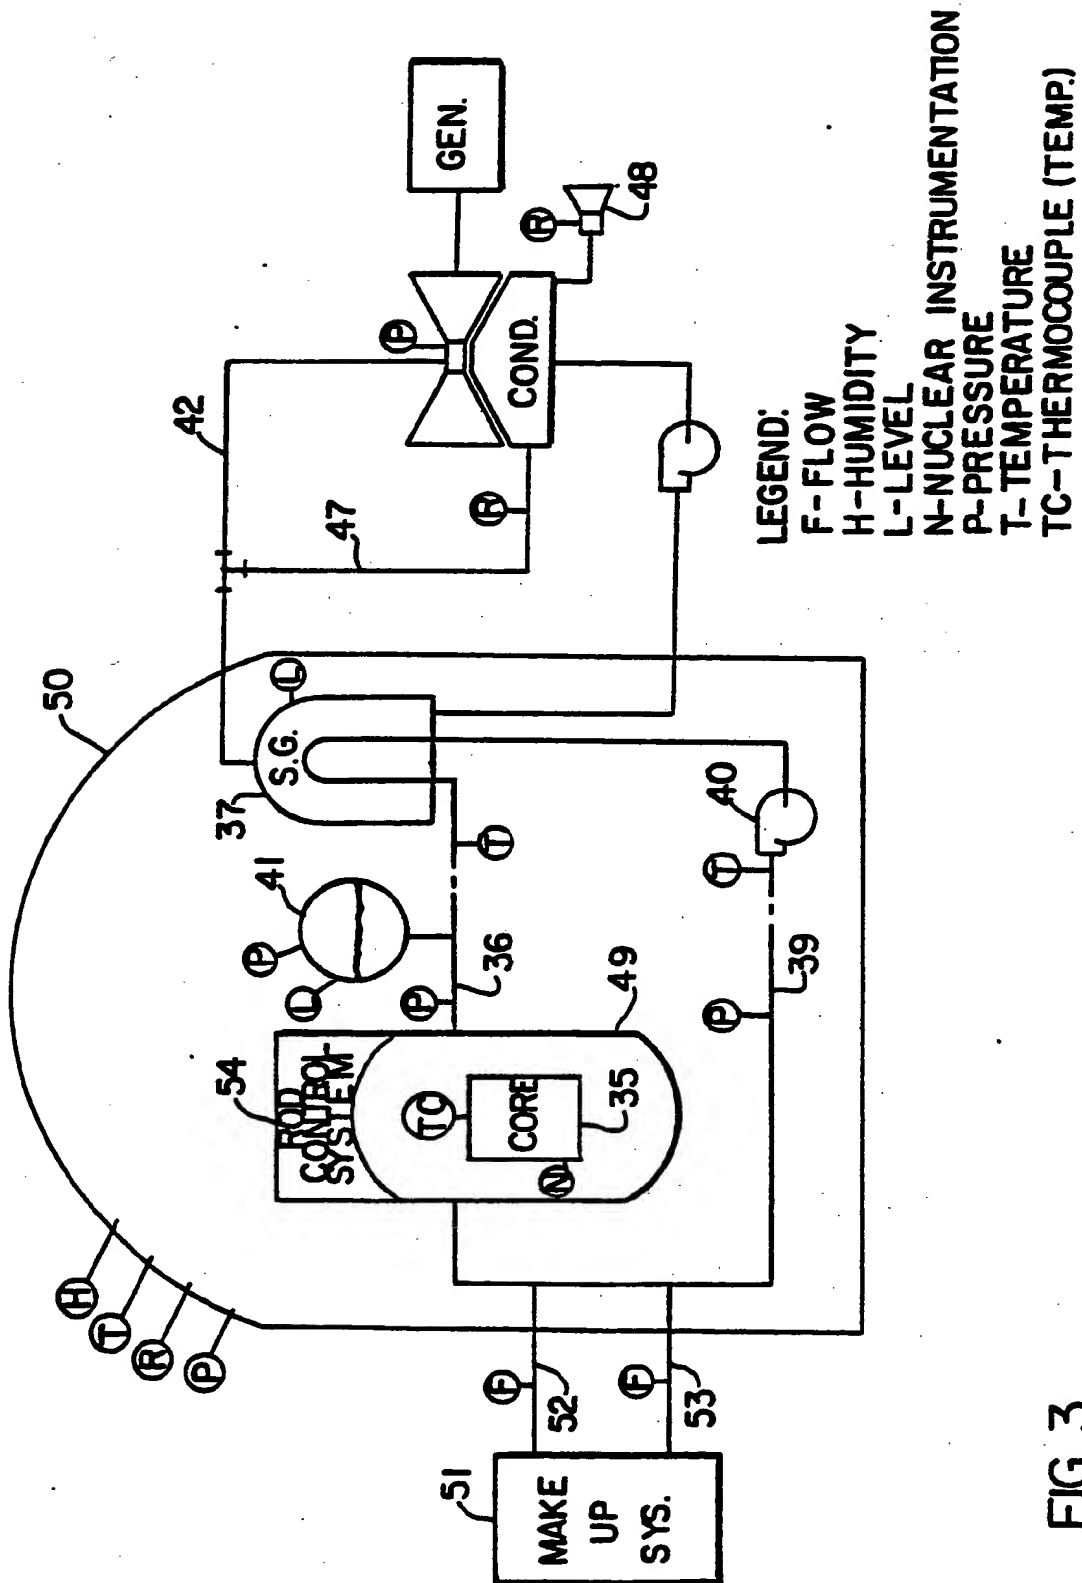 50
H
T
R
P
42
GEN.
P
R
48
COND.
R
47
L
S.G.
37
41
P
L
P
36
T
54
ROD
CONTROL
SYSTEM
TC
CORE
N
35
49
T
40
P
39
51
MAKE
UP
SYS.
F
52
F
53
LEGEND:
F-FLOW
H-HUMIDITY
L-LEVEL
N-NUCLEAR INSTRUMENTATION
P-PRESSURE
T-TEMPERATURE
TC-THERMOCOUPLE (TEMP.)
FIG. 3